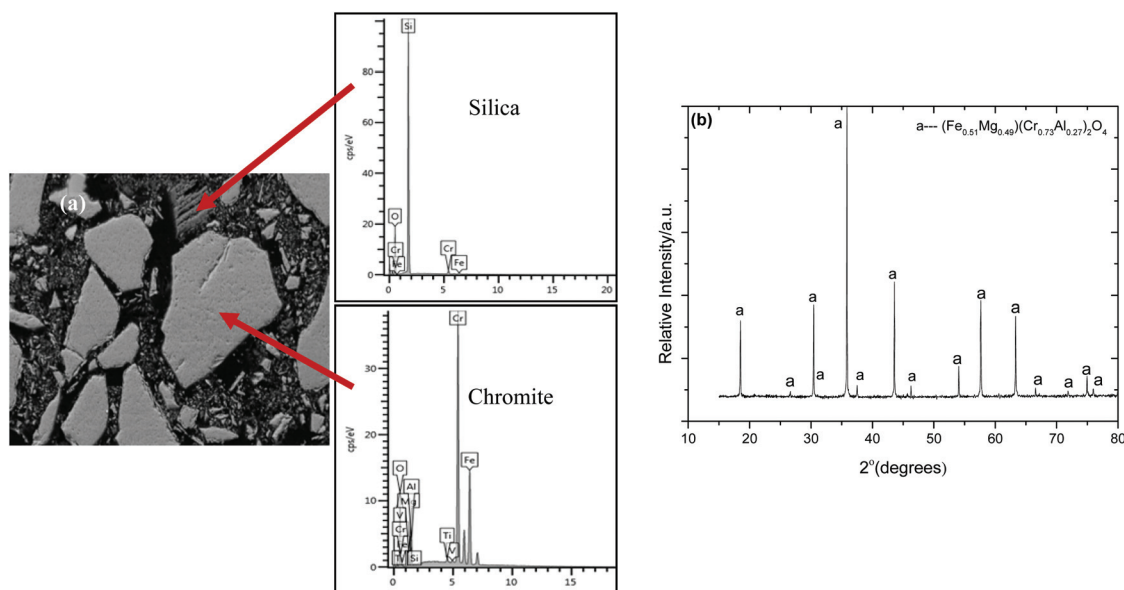 (a)
Si
80
60
40
20
0
cps/eV
O
Cr
Fe
Cr
Fe
Silica
0 5 10 15 20
Cr
30
20
10
0
cps/eV
O
Al
Mg
V
Cr
Fe
Si
Ti
V
Fe
Chromite
0 5 10 15
(b)
a
a--- (Fe₀.₅₁Mg₀.₄₉)(Cr₀.₇₃Al₀.₂₇)₂O₄
a
a
a
a
a
a
a
a
a
a
a
a
a
a
Relative Intensity/a.u.
10 20 30 40 50 60 70 80
2°(degrees)